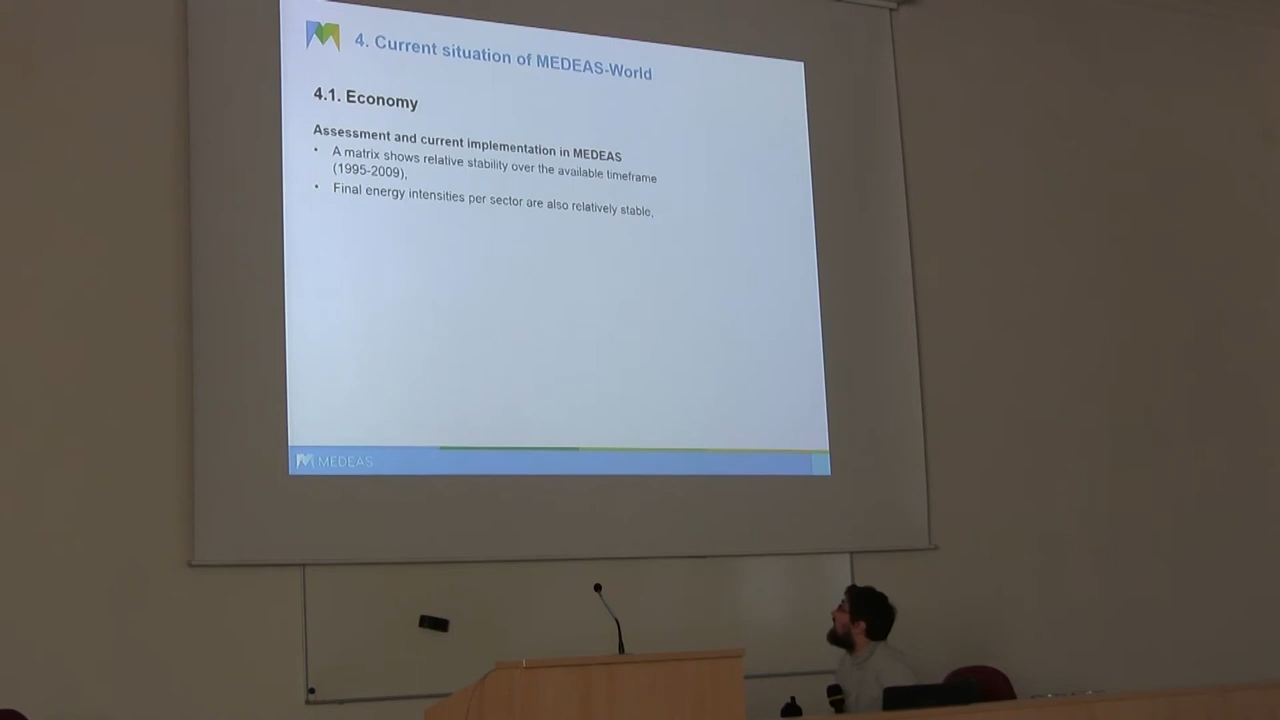 4. Current situation of MEDEAS-World
4.1. Economy
Assessment and current implementation in MEDEAS
• A matrix shows relative stability over the available timeframe
(1995-2009),
• Final energy intensities per sector are also relatively stable,
MEDEAS